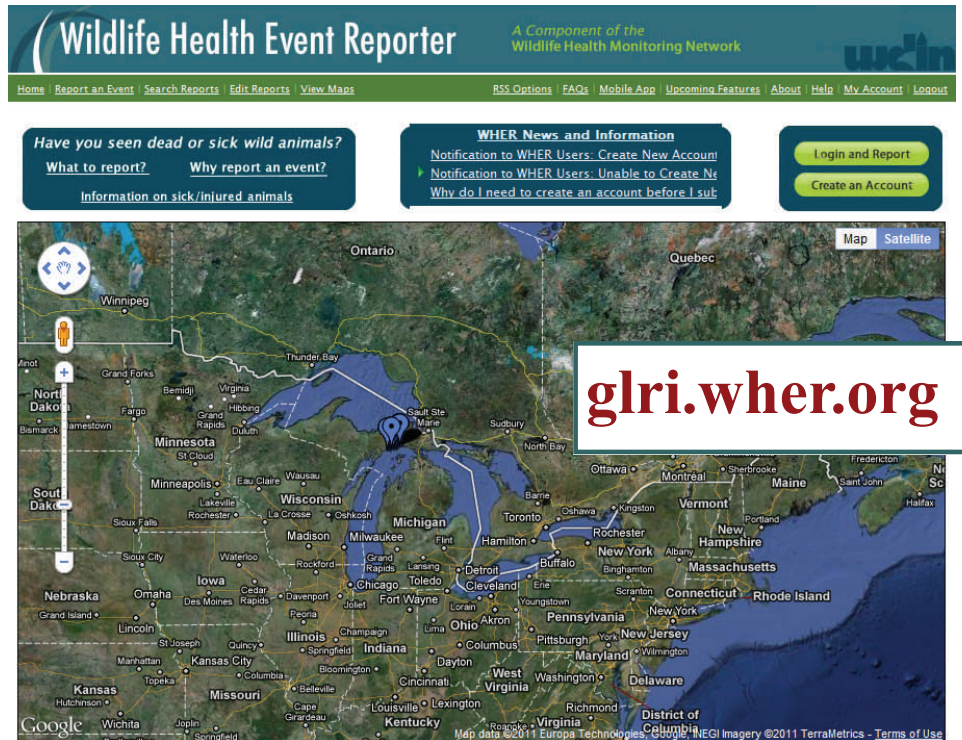 Wildlife Health Event Reporter
A Component of the
Wildlife Health Monitoring Network
wdin
Home | Report an Event | Search Reports | Edit Reports | View Maps
RSS Options | FAQs | Mobile App | Upcoming Features | About | Help | My Account | Logout
Have you seen dead or sick wild animals?
What to report? Why report an event?
Information on sick/injured animals
WHER News and Information
Notification to WHER Users: Create New Account
Notification to WHER Users: Unable to Create Ne
Why do I need to create an account before I sub
Login and Report
Create an Account
Map Satellite
Ontario
Quebec
Winnipeg
glri.wher.org
Thunder Bay
Minot
Grand Forks
North
Dakota
Bemidji
Virginia
Hibbing
Fargo
Grand
Rapids
Duluth
Bismarck
Jamestown
Sault Ste.
Marie
Sudbury
North Bay
Minnesota
St Cloud
Ottawa
Montreal
Sherbrooke
Fredericton
Maine
Saint John
Halifax
Minneapolis
Eau Claire
Wausau
South
Dakota
Lakeville
Rochester
Wisconsin
La Crosse
Oshkosh
Barrie
Toronto
Oshawa
Kingston
Vermont
Portland
New
Hampshire
Sioux Falls
Madison
Milwaukee
Michigan
Flint
Hamilton
Rochester
New York
Albany
Massachusetts
Sioux City
Waterloo
Rockford
Grand
Rapids
Lansing
Detroit
Buffalo
Binghamton
Nebraska
Omaha
Iowa
Des Moines
Cedar
Rapids
Davenport
Chicago
Joliet
Toledo
Cleveland
Erie
Scranton
Connecticut
Rhode Island
Grand Island
Lincoln
Peoria
Fort Wayne
Lorain
Akron
Youngstown
Pennsylvania
New York
St Joseph
Quincy
Illinois
Champaign
Springfield
Indiana
Lima
Ohio
Columbus
Pittsburgh
York
New Jersey
Manhattan
Kansas City
Columbia
Bloomington
Dayton
Maryland
Wilmington
Topeka
Cincinnati
West
Virginia
Washington
Delaware
Kansas
Hutchinson
Missouri
Belleville
Louisville
Lexington
Richmond
District of
Columbia
Google
Wichita
Joplin
Springfield
Cape
Girardeau
Kentucky
Roanoke
Virginia
Map data ©2011 Europa Technologies, Google, INEGI Imagery ©2011 TerraMetrics - Terms of Use